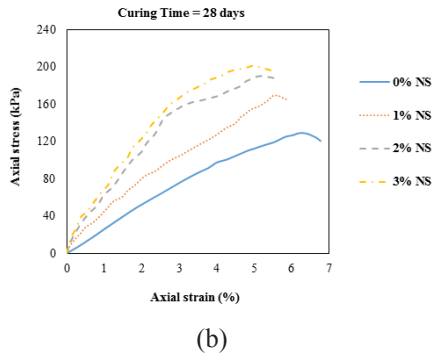 Curing Time = 28 days
Axial stress (kPa)
240
200
160
120
80
40
0
0 1 2 3 4 5 6 7
Axial strain (%)
0% NS
1% NS
2% NS
3% NS
(b)